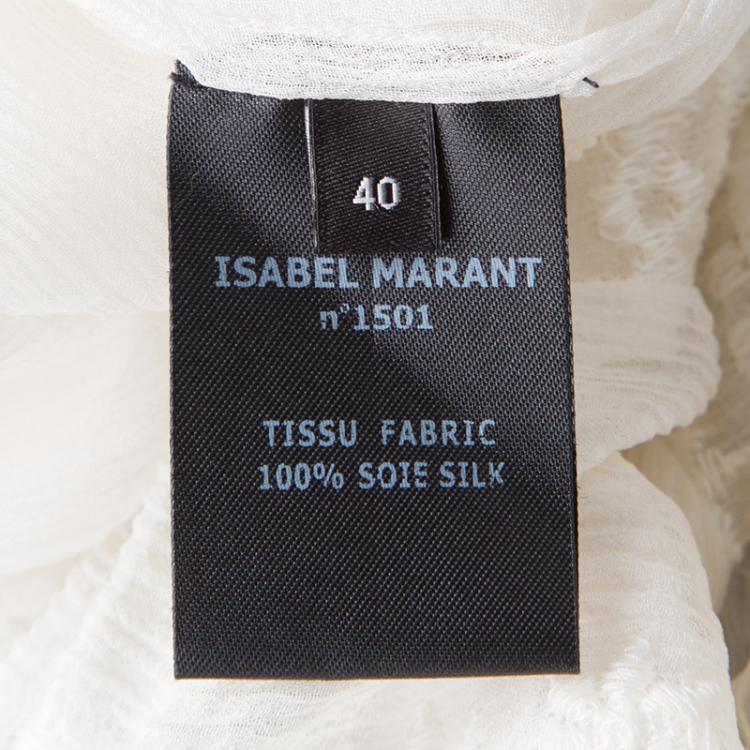 40
ISABEL MARANT
n°1501
TISSU FABRIC
100% SOIE SILK